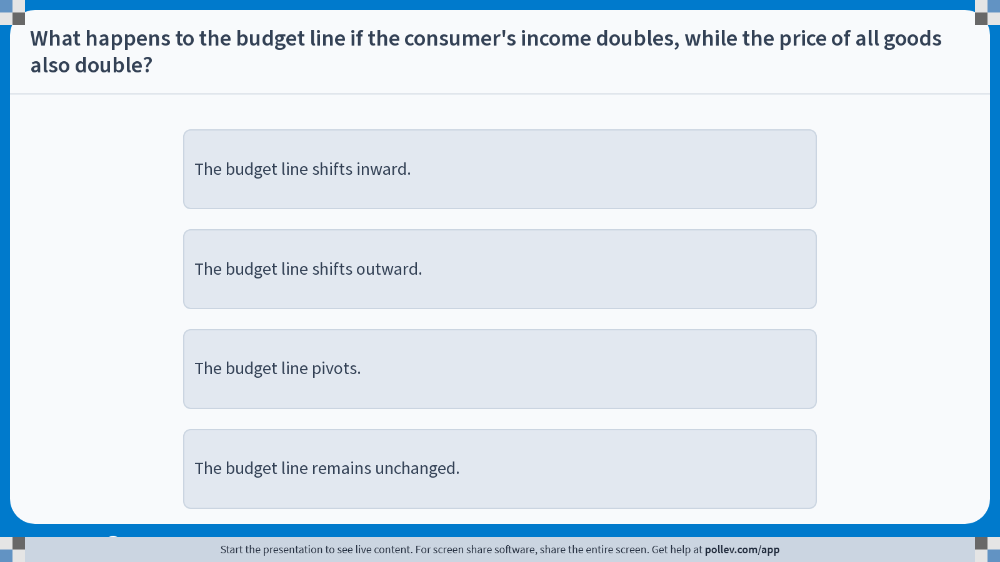 What happens to the budget line if the consumer's income doubles, while the price of all goods
also double?
The budget line shifts inward.
The budget line shifts outward.
The budget line pivots.
The budget line remains unchanged.
Start the presentation to see live content. For screen share software, share the entire screen. Get help at pollev.com/app